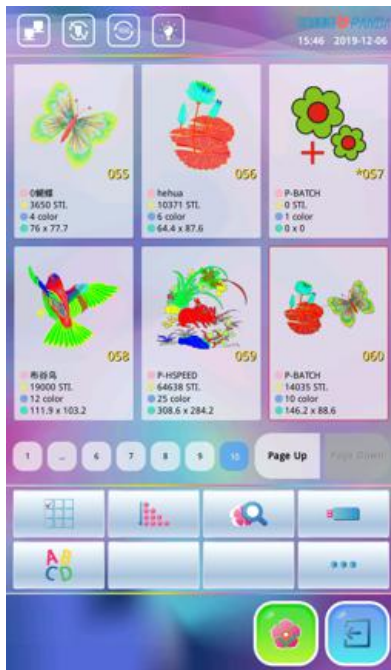 PANDA
15:46 2019-12-06
055
0蝴蝶
3650 STI.
4 color
76 x 77.7
056
hehua
10371 STI.
6 color
64.4 x 87.6
*057
P-BATCH
0 STI.
1 color
0 x 0
058
布谷鸟
19000 STI.
12 color
111.9 x 103.2
059
P-HSPEED
64638 STI.
25 color
308.6 x 284.2
060
P-BATCH
14035 STI.
10 color
146.2 x 88.6
1 ... 6 7 8 9 10 Page Up Page Down
AB
CD